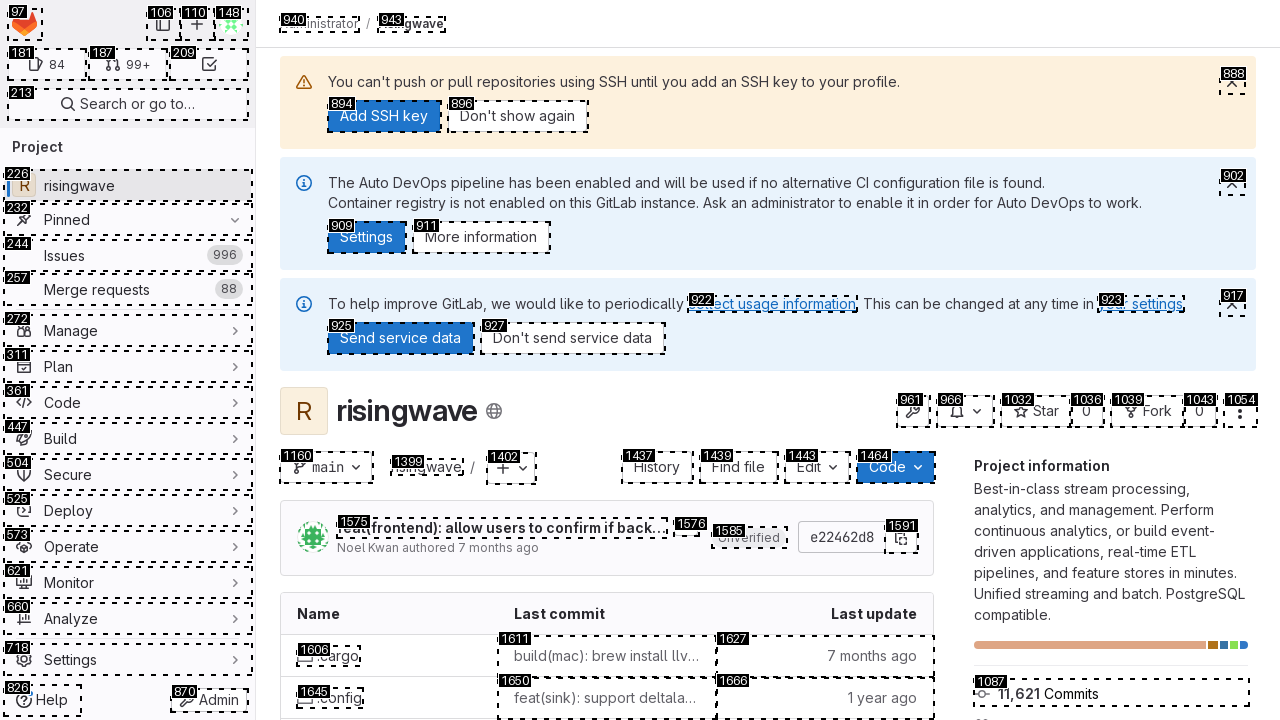 97
106
110
148
181
84
187
99+
209
213
Search or go to…
Project
226
R
risingwave
232
Pinned
244
Issues
996
257
Merge requests
88
272
Manage
311
Plan
361
Code
447
Build
504
Secure
525
Deploy
573
Operate
621
Monitor
660
Analyze
718
Settings
826
Help
870
Admin
940
943
/
888
You can't push or pull repositories using SSH until you add an SSH key to your profile.
894
Add SSH key
896
Don't show again
902
The Auto DevOps pipeline has been enabled and will be used if no alternative CI configuration file is found.
Container registry is not enabled on this GitLab instance. Ask an administrator to enable it in order for Auto DevOps to work.
909
Settings
911
More information
917
To help improve GitLab, we would like to periodically collect usage information. This can be changed at any time in your settings.
922
923
925
Send service data
927
Don't send service data
R
risingwave
961
966
1032
Star
1036
0
1039
Fork
1043
0
1054
1160
main
1399
risingwave /
1402
1437
History
1439
Find file
1443
Edit
1464
Code
1575
feat(frontend): allow users to confirm if back…
1576
Noel Kwan authored 7 months ago
1585
Unverified
e22462d8
1591
Name
Last commit
Last update
1606
.cargo
1611
build(mac): brew install llv…
1627
7 months ago
1645
.config
1650
feat(sink): support deltala…
1666
1 year ago
Project information
Best-in-class stream processing,
analytics, and management. Perform
continuous analytics, or build event-
driven applications, real-time ETL
pipelines, and feature stores in minutes.
Unified streaming and batch. PostgreSQL
compatible.
1087
11,621 Commits